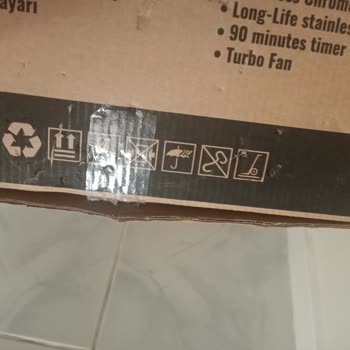 ayarı
• Long-Life stainles
• 90 minutes timer
• Turbo Fan